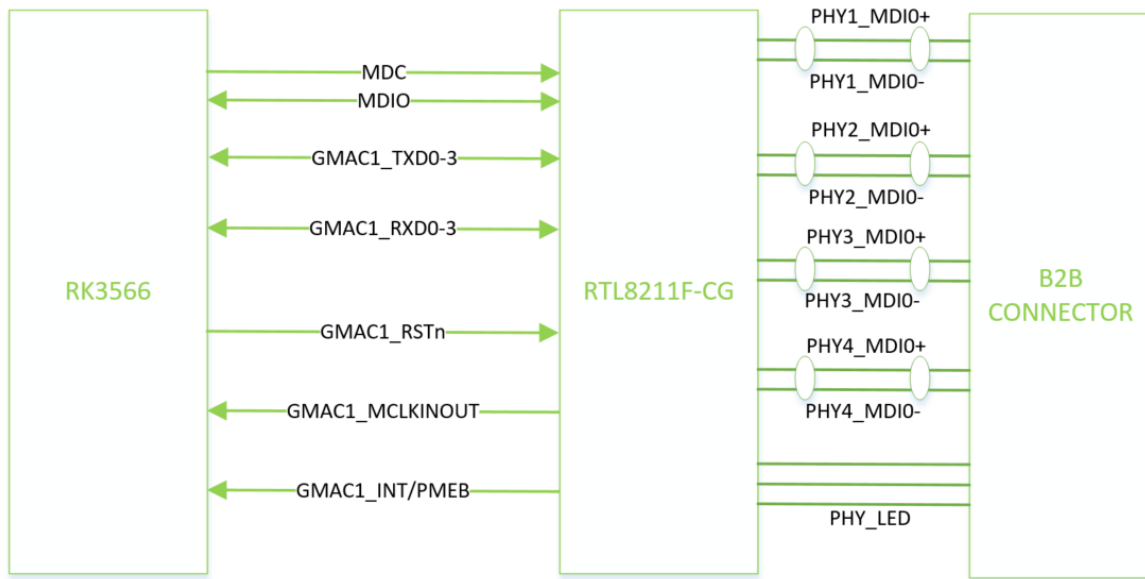 PHY1_MDI0+
MDC
PHY1_MDI0-
MDIO
PHY2_MDI0+
GMAC1_TXD0-3
PHY2_MDI0-
GMAC1_RXD0-3
PHY3_MDI0+
RK3566
RTL8211F-CG
B2B
CONNECTOR
PHY3_MDI0-
GMAC1_RSTn
PHY4_MDI0+
GMAC1_MCLKINOUT
PHY4_MDI0-
GMAC1_INT/PMEB
PHY_LED